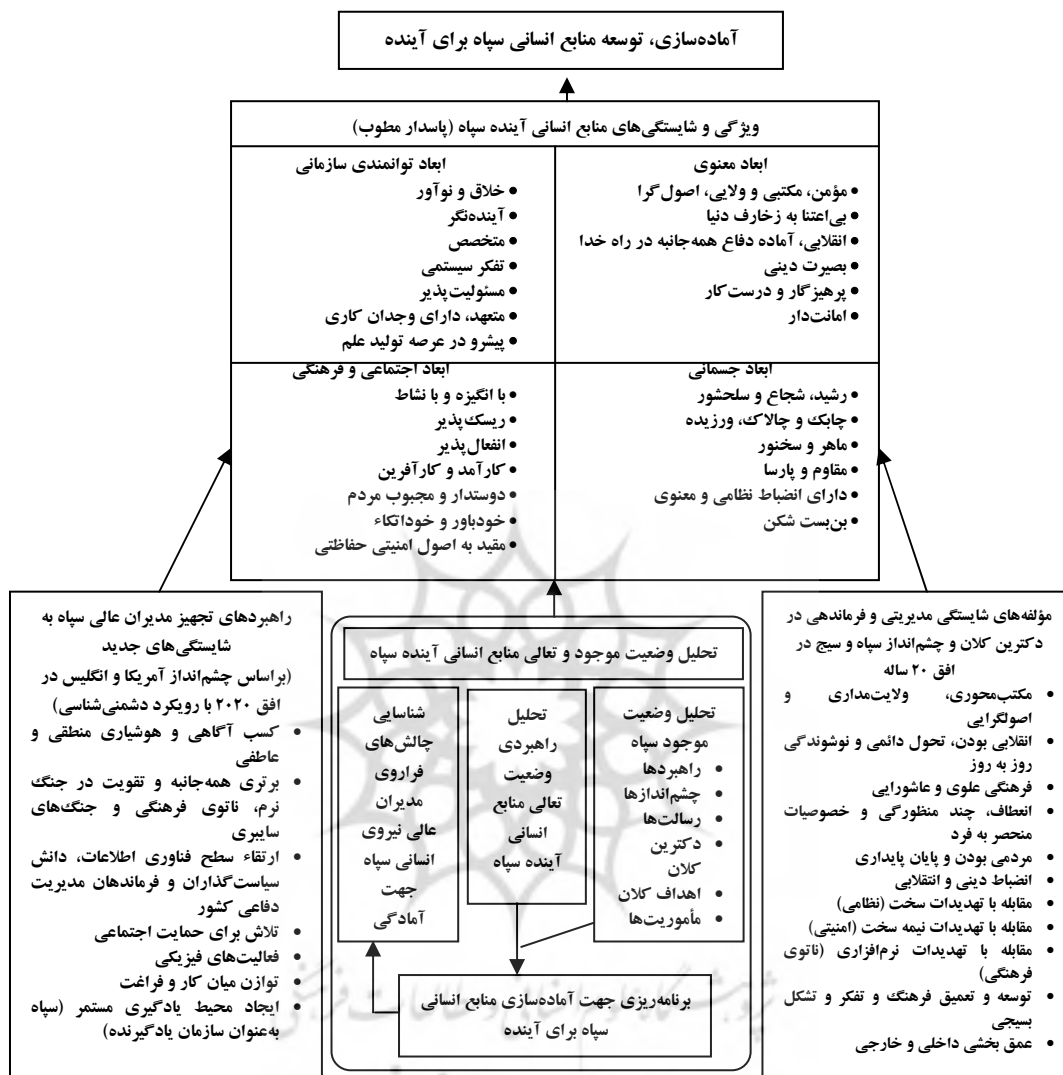 آماده‌سازی، توسعه منابع انسانی سپاه برای آینده
ویژگی و شایستگی‌های منابع انسانی آینده سپاه (پاسدار مطوب)
ابعاد معنوی
• مؤمن، مکتبی و ولایی، اصول‌گرا
• بی‌اعتنا به زخارف دنیا
• انقلابی، آماده دفاع همه‌جانبه در راه خدا
• بصیرت دینی
• پرهیزگار و درست‌کار
• امانت‌دار
ابعاد توانمندی سازمانی
• خلاق و نوآور
• آینده‌نگر
• متخصص
• تفکر سیستمی
• مسئولیت‌پذیر
• متعهد، دارای وجدان کاری
• پیشرو در عرصه تولید علم
ابعاد جسمانی
• رشید، شجاع و سلحشور
• چابک و چالاک، ورزیده
• ماهر و سخنور
• مقاوم و پارسا
• دارای انضباط نظامی و معنوی
• بن‌بست شکن
ابعاد اجتماعی و فرهنگی
• با انگیزه و با نشاط
• ریسک‌پذیر
• انفعال‌پذیر
• کارآمد و کارآفرین
• دوستدار و محبوب مردم
• خودباور و خوداتکاء
• مقید به اصول امنیتی حفاظتی
مؤلفه‌های شایستگی مدیریتی و فرماندهی در
دکترین کلان و چشم‌انداز سپاه و سیج در
افق ۲۰ ساله
• مکتب‌محوری، ولایت‌مداری و
اصولگرایی
• انقلابی بودن، تحول دائمی و نوشوندگی
روز به روز
• فرهنگی علوی و عاشورایی
• انعطاف، چند منظورگی و خصوصیات
منحصر به فرد
• مردمی بودن و پایان پایداری
• انضباط دینی و انتقلابی
• مقابله با تهدیدات سخت (نظامی)
• مقابله با تهدیدات نیمه سخت (امنیتی)
• مقابله با تهدیدات نرم‌افزاری (ناتوی
فرهنگی)
• توسعه و تعمیق فرهنگ و تفکر و تشکل
بسیجی
• عمق بخشی داخلی و خارجی
تحلیل وضعیت موجود و تعالی منابع انسانی آینده سپاه
تحلیل وضعیت
موجود سپاه
• راهبردها
• چشم‌اندازها
• رسالت‌ها
• دکترین
کلان
• اهداف کلان
• مأموریت‌ها
تحلیل
راهبردی
وضعیت
تعالی منابع
انسانی
آینده سپاه
شناسایی
چالش‌های
فراروی
مدیران
عالی نیروی
انسانی سپاه
جهت
آمادگی
برنامه‌ریزی جهت آماده‌سازی منابع انسانی
سپاه برای آینده
راهبردهای تجهیز مدیران عالی سپاه به
شایستگی‌های جدید
(براساس چشم‌انداز آمریکا و انگلیس در
افق ۲۰۲۰ با رویکرد دشمنی‌شناسی)
• کسب آگاهی و هوشیاری منطقی و
عاطفی
• برتری همه‌جانبه و تقویت در جنگ
نرم، ناتوی فرهنگی و جنگ‌های
سایبری
• ارتقاء سطح فناوری اطلاعات، دانش
سیاست‌گذاران و فرماندهان مدیریت
دفاعی کشور
• تلاش برای حمایت اجتماعی
• فعالیت‌های فیزیکی
• توازن میان کار و فراغت
• ایجاد محیط یادگیری مستمر (سپاه
به‌عنوان سازمان یادگیرنده)
پژوهشگاه علوم انسانی و مطالعات فرهنگی